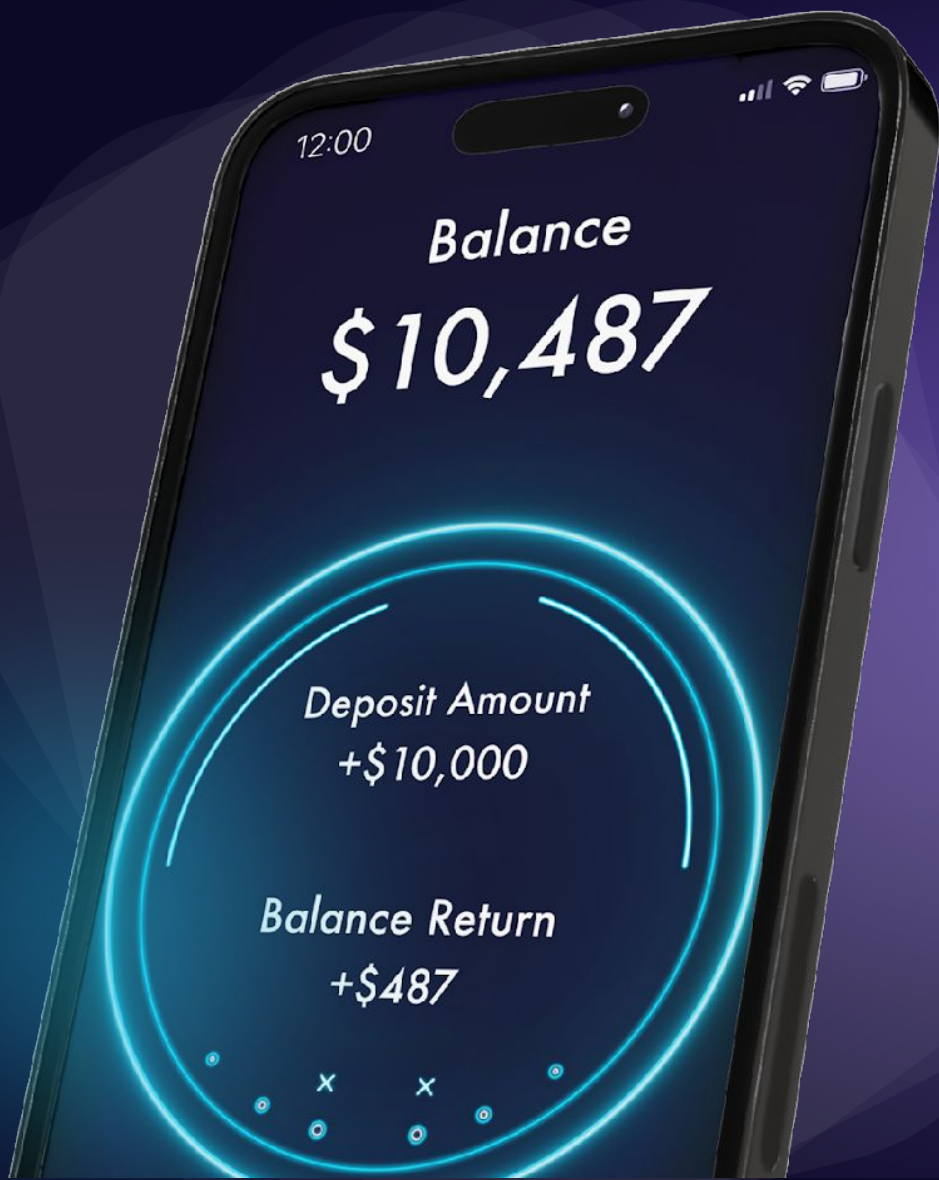 12:00
Balance
$10,487
Deposit Amount
+$10,000
Balance Return
+$487